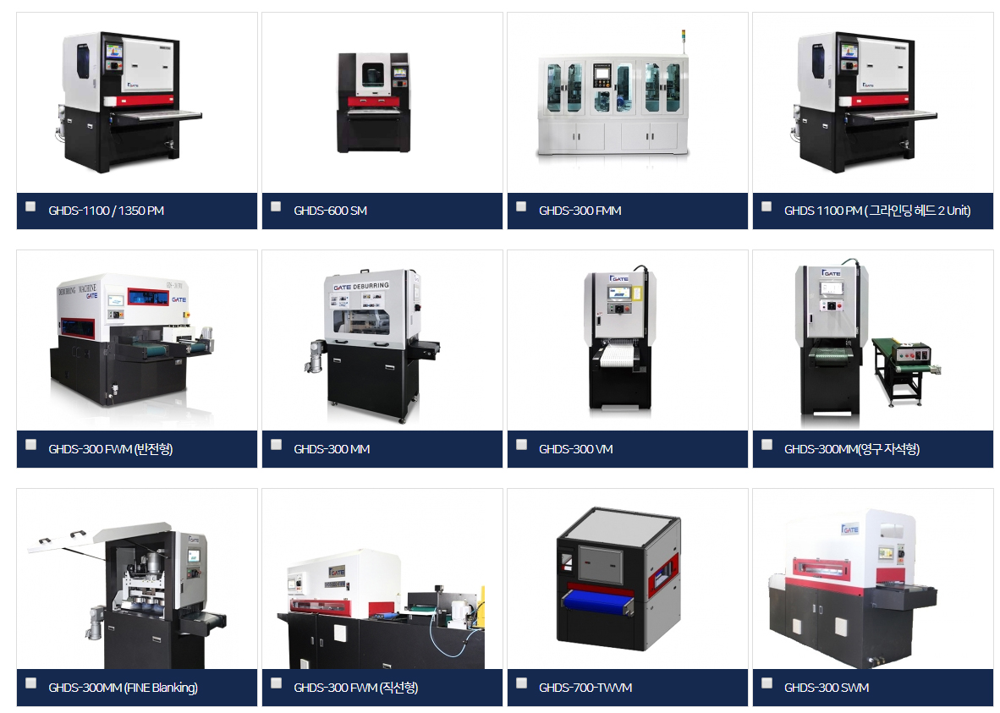 GATE
GATE
GHDS-1100 / 1350 PM
GHDS-600 SM
GHDS-300 FMM
GHDS 1100 PM ( 그라인딩 헤드 2 Unit)
DEBURRING MACHINE
GATE
GATE
GATE DEBURRING
GATE
GATE
GHDS-300 FWM (반전형)
GHDS-300 MM
GHDS-300 VM
GHDS-300MM(영구 자석형)
GATE
GATE
GATE
GHDS-300MM (FINE Blanking)
GHDS-300 FWM (직선형)
GHDS-700-TWVM
GHDS-300 SWM